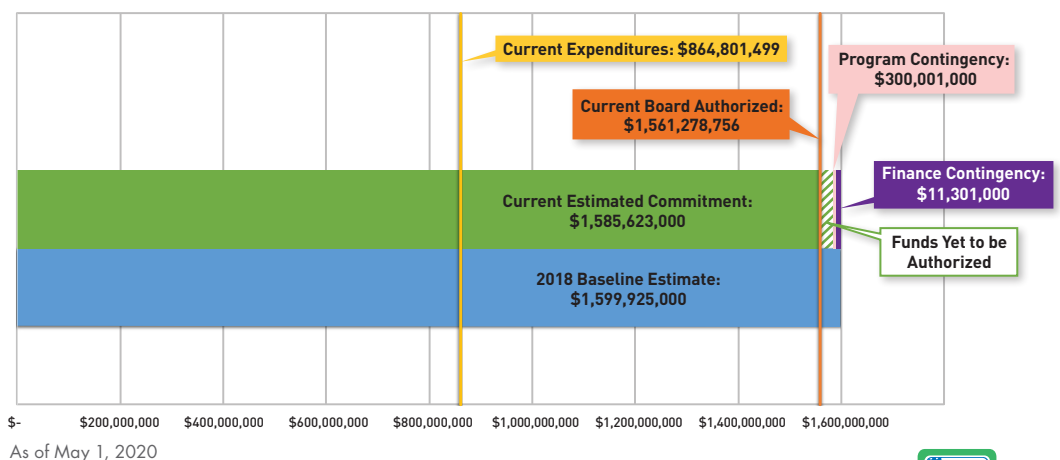 Current Expenditures: $864,801,499
Program Contingency:
$300,001,000
Current Board Authorized:
$1,561,278,756
Finance Contingency:
$11,301,000
Current Estimated Commitment:
$1,585,623,000
Funds Yet to be
Authorized
2018 Baseline Estimate:
$1,599,925,000
$- $200,000,000 $400,000,000 $600,000,000 $800,000,000 $1,000,000,000 $1,200,000,000 $1,400,000,000 $1,600,000,000
As of May 1, 2020